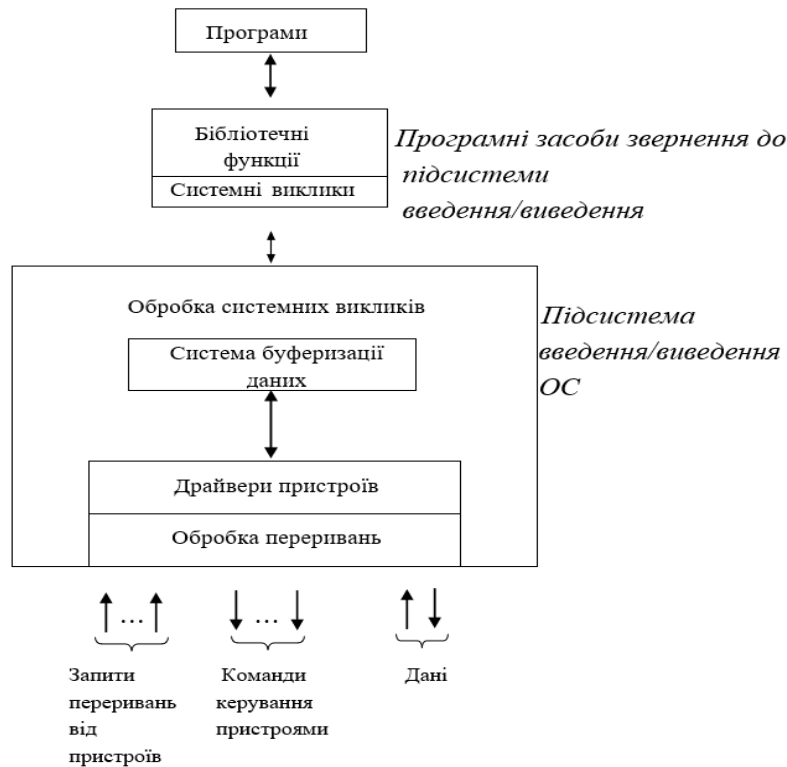 Програми
Бібліотечні
функції
Системні виклики
Програмні засоби звернення до
підсистеми
введення/виведення
Обробка системних викликів
Система буферизації
даних
Підсистема
введення/виведення
ОС
Драйвери пристроїв
Обробка переривань
...
...
Запити
переривань
від
пристроїв
Команди
керування
пристроями
Дані